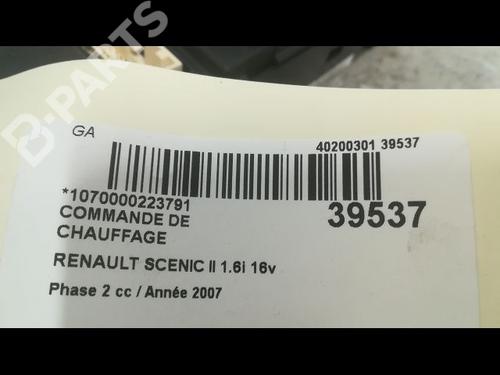 GA
40200301 39537
*1070000223791
39537
COMMANDE DE
CHAUFFAGE
RENAULT SCENIC II 1.6i 16v
Phase 2 cc / Année 2007
BPARTS